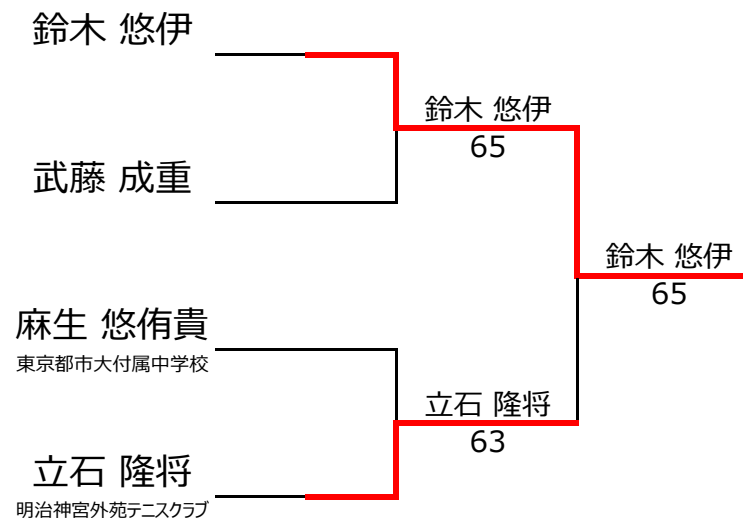 鈴木 悠伊
鈴木 悠伊
65
武藤 成重
鈴木 悠伊
65
麻生 悠侑貴
東京都市大付属中学校
立石 隆将
63
立石 隆将
明治神宮外苑テニスクラブ